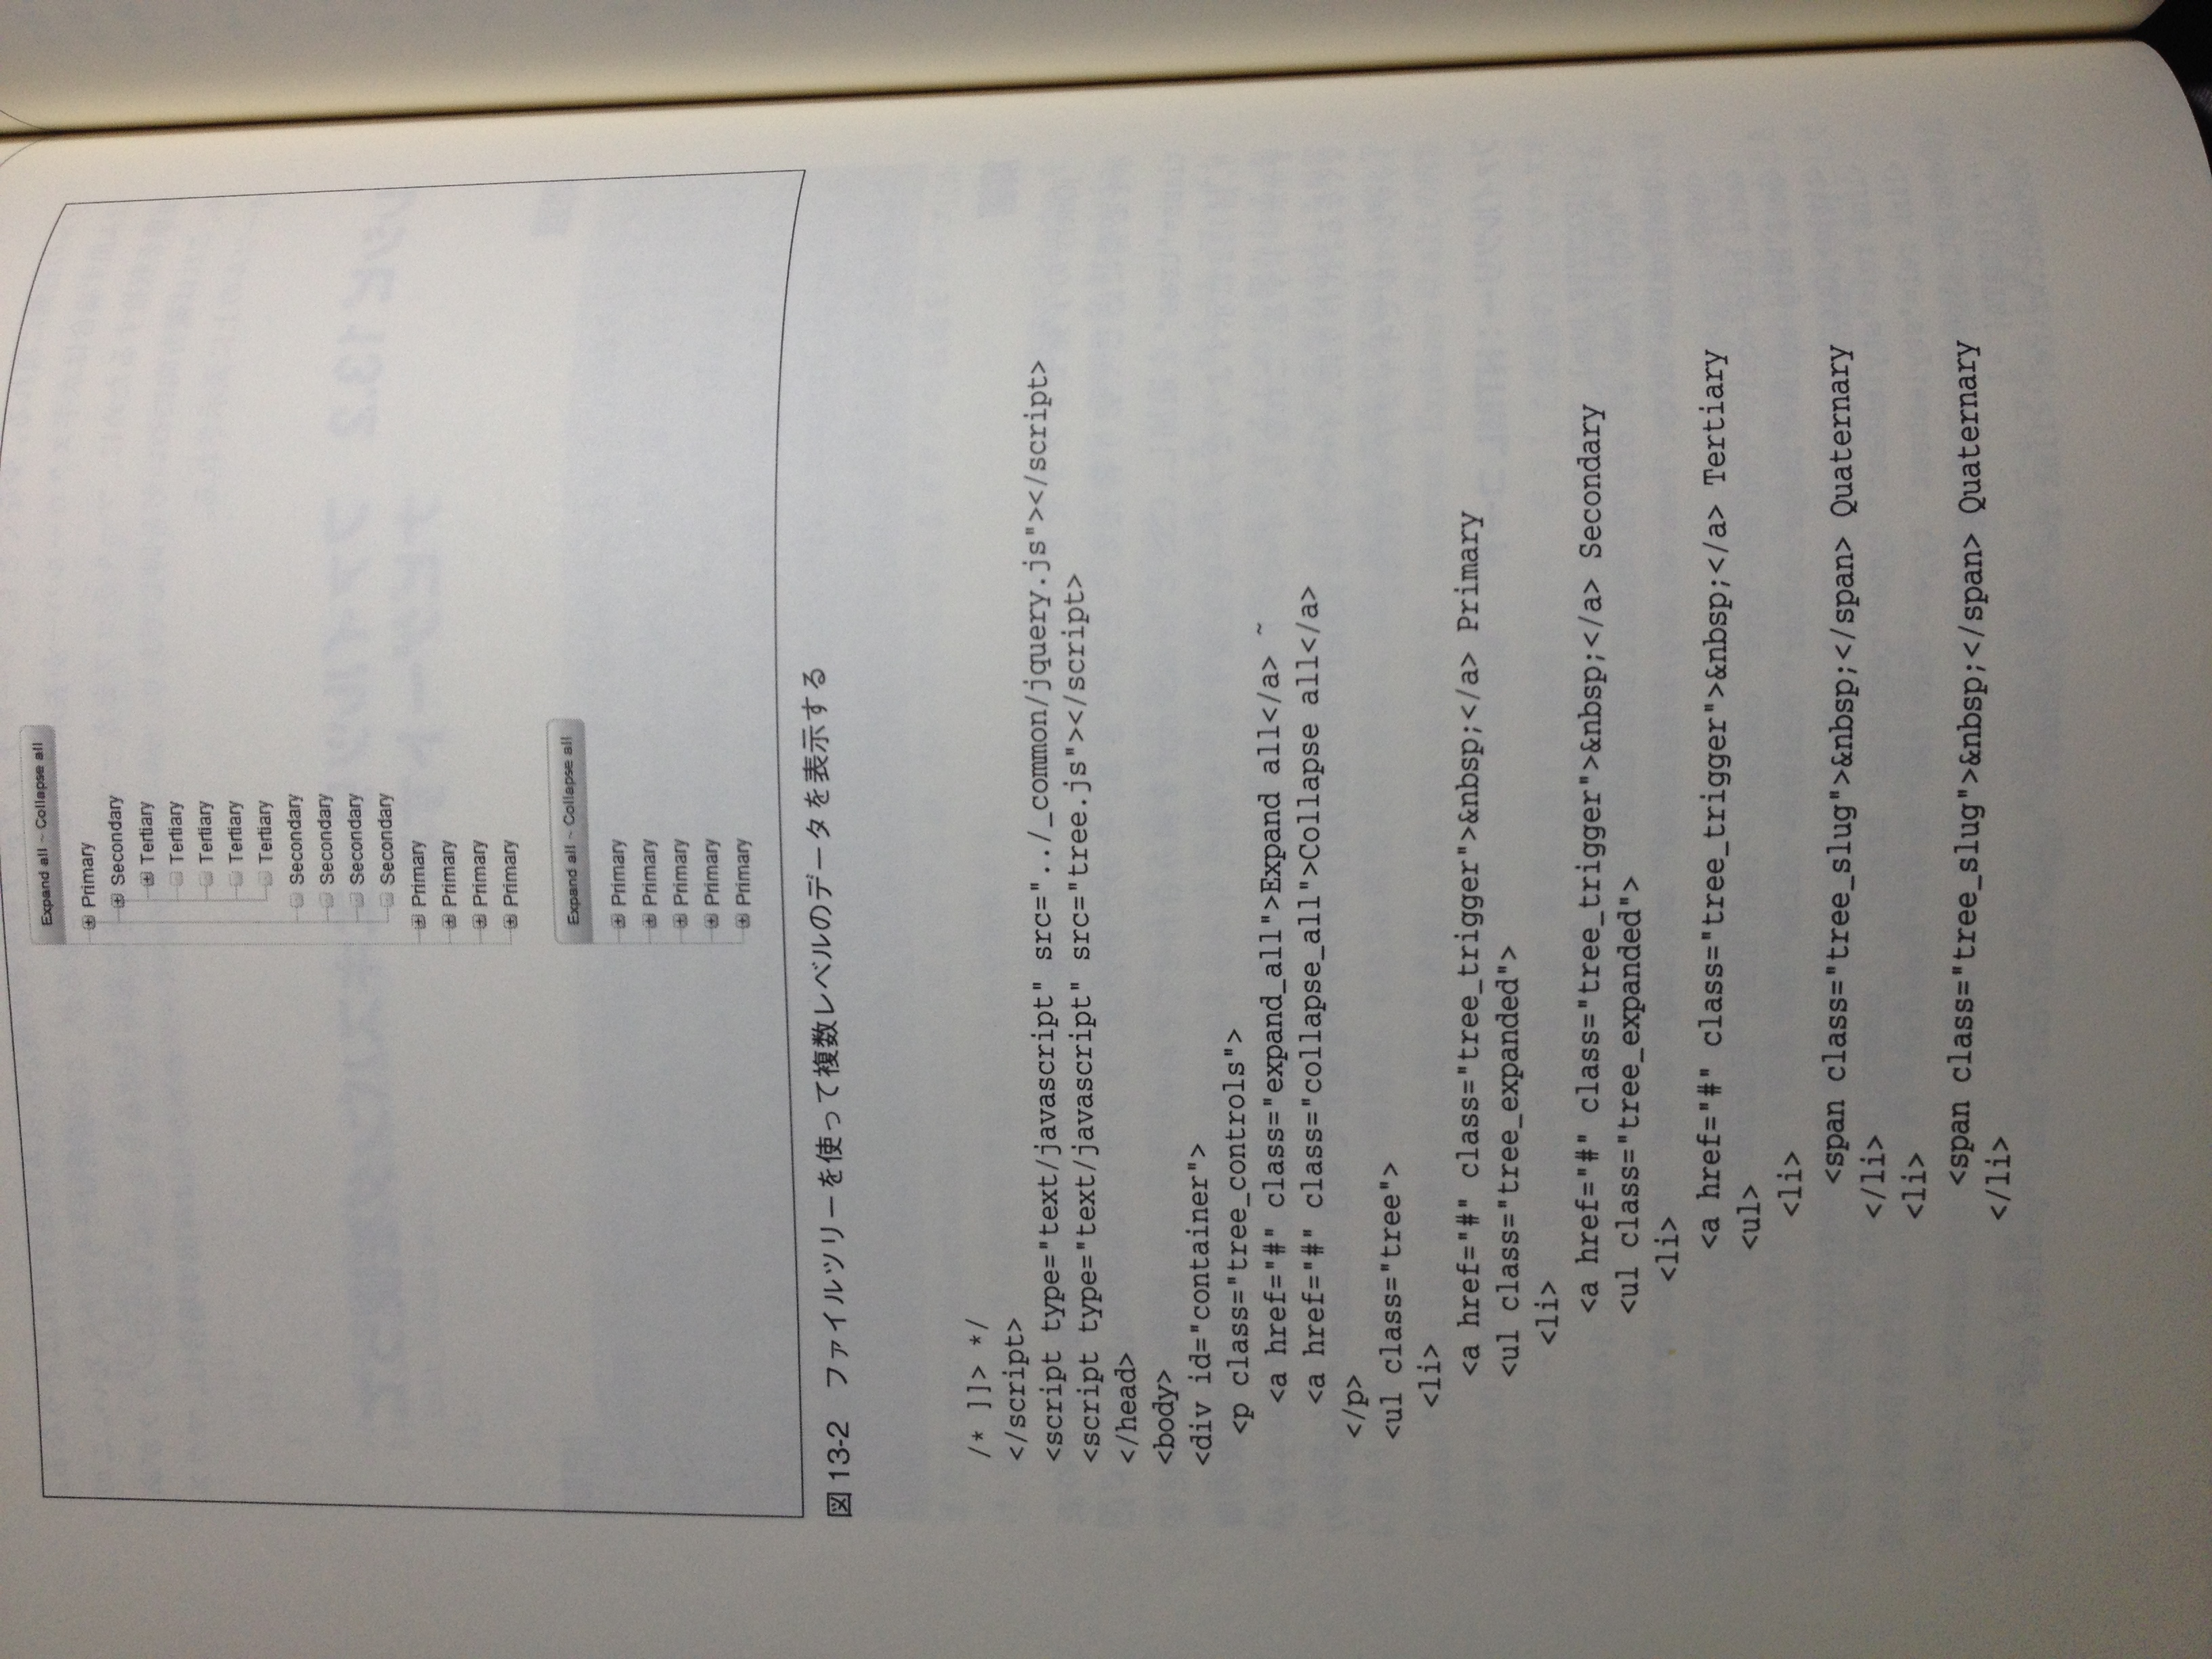 Expand all ~ Collapse all
Primary
Secondary
Tertiary
Tertiary
Tertiary
Tertiary
Tertiary
Secondary
Secondary
Secondary
Secondary
Primary
Primary
Primary
Primary
Expand all ~ Collapse all
Primary
Primary
Primary
Primary
Primary
図 13-2 ファイルツリーを使って複数レベルのデータを表示する
/* ]]> */
</script>
<script type="text/javascript" src="../_common/jquery.js"></script>
<script type="text/javascript" src="tree.js"></script>
</head>
<body>
<div id="container">
  <p class="tree_controls">
    <a href="#" class="expand_all">Expand all</a> ~
    <a href="#" class="collapse_all">Collapse all</a>
  </p>
  <ul class="tree">
    <li>
      <a href="#" class="tree_trigger">&nbsp;</a> Primary
      <ul class="tree_expanded">
        <li>
          <a href="#" class="tree_trigger">&nbsp;</a> Secondary
          <ul class="tree_expanded">
            <li>
              <a href="#" class="tree_trigger">&nbsp;</a> Tertiary
              <ul>
                <li>
                  <span class="tree_slug">&nbsp;</span> Quaternary
                </li>
                <li>
                  <span class="tree_slug">&nbsp;</span> Quaternary
                </li>